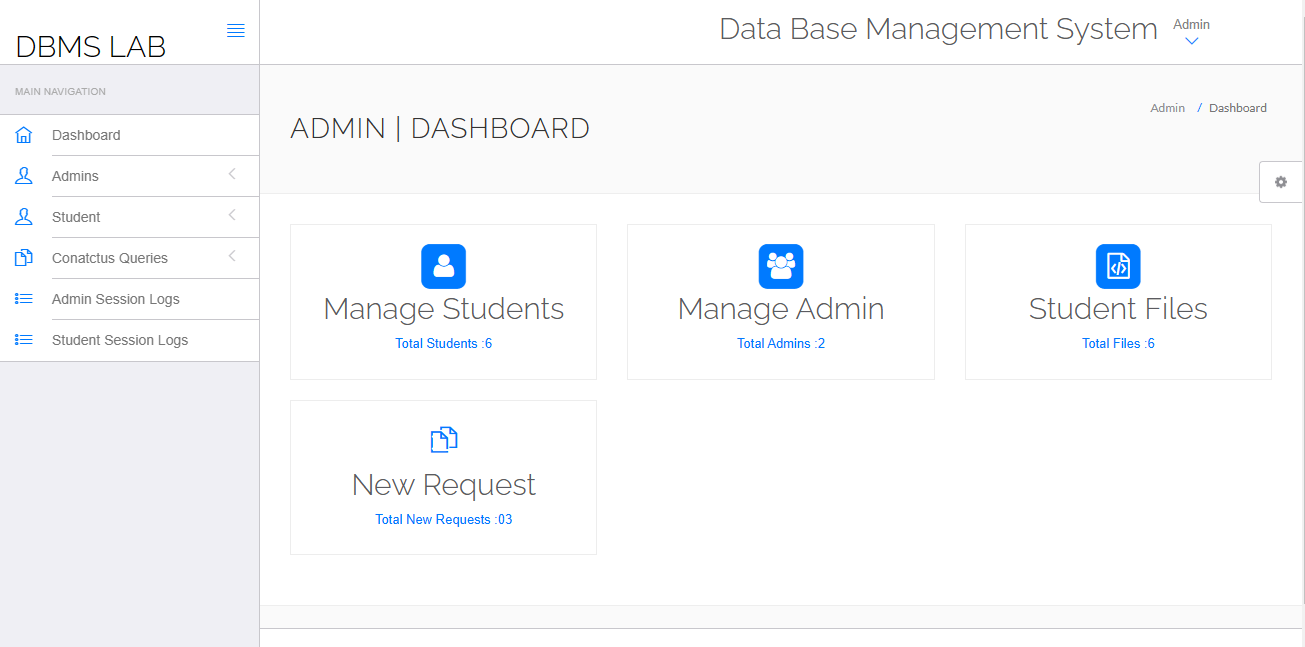 DBMS LAB
Data Base Management System
Admin
MAIN NAVIGATION
Dashboard
Admins
Student
Conatctus Queries
Admin Session Logs
Student Session Logs
ADMIN | DASHBOARD
Admin / Dashboard
Manage Students
Total Students :6
Manage Admin
Total Admins :2
Student Files
Total Files :6
New Request
Total New Requests :03